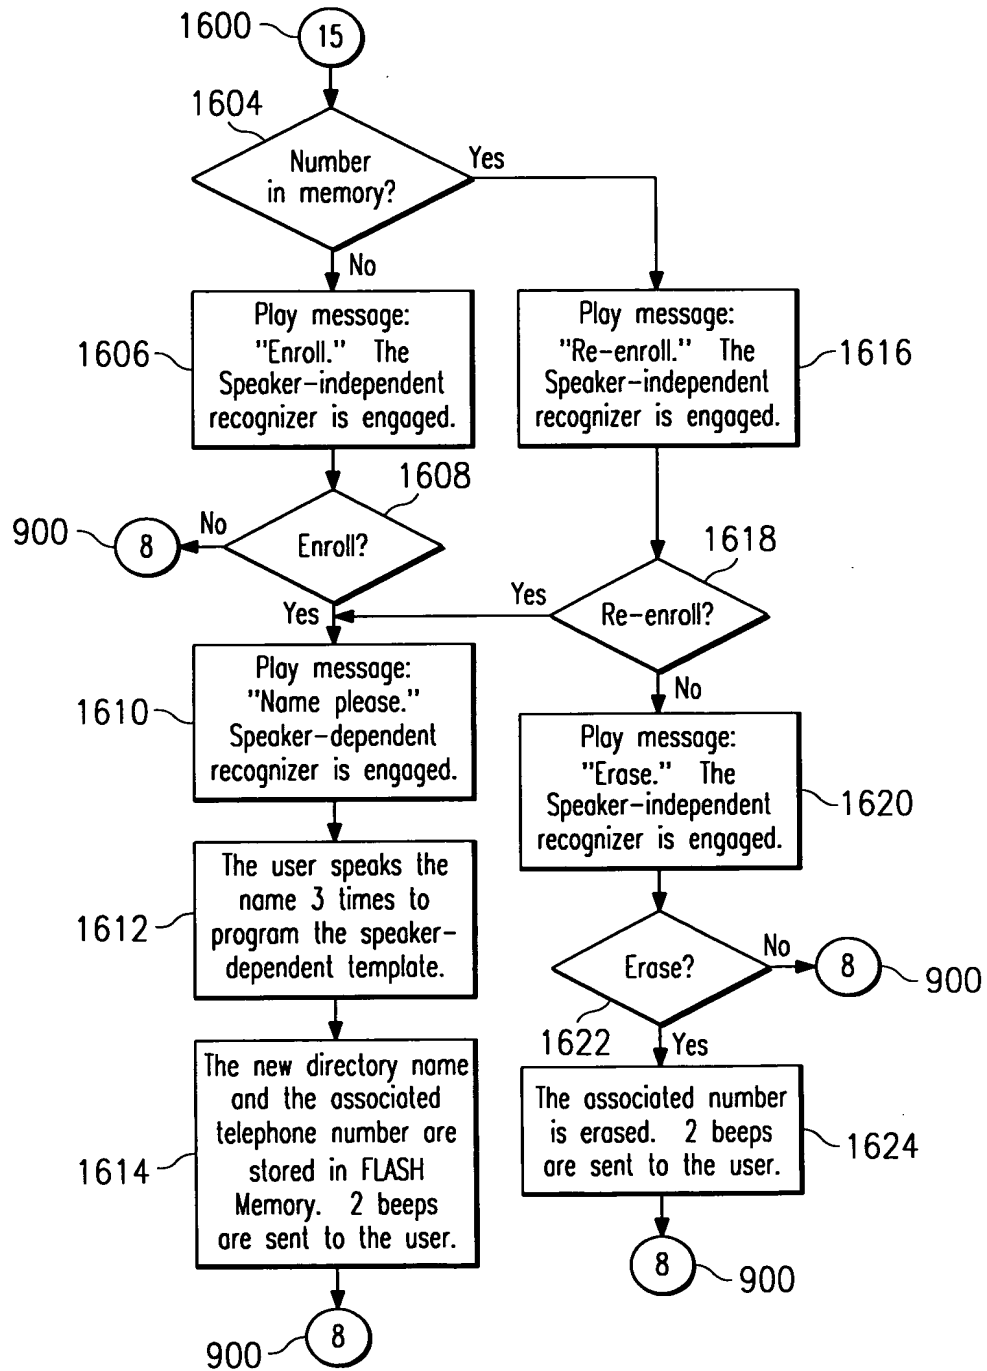 1600
15
1604
Number
in memory?
Yes
No
1606
Play message:
"Enroll." The
Speaker-independent
recognizer is engaged.
Play message:
"Re-enroll." The
Speaker-independent
recognizer is engaged.
1616
1608
900
8
No
Enroll?
Yes
1618
Re-enroll?
Yes
No
1610
Play message:
"Name please."
Speaker-dependent
recognizer is engaged.
Play message:
"Erase." The
Speaker-independent
recognizer is engaged.
1620
1612
The user speaks the
name 3 times to
program the speaker-
dependent template.
Erase?
No
8
900
1622
Yes
1614
The new directory name
and the associated
telephone number are
stored in FLASH
Memory. 2 beeps
are sent to the user.
The associated number
is erased. 2 beeps
are sent to the user.
1624
8
900
900
8